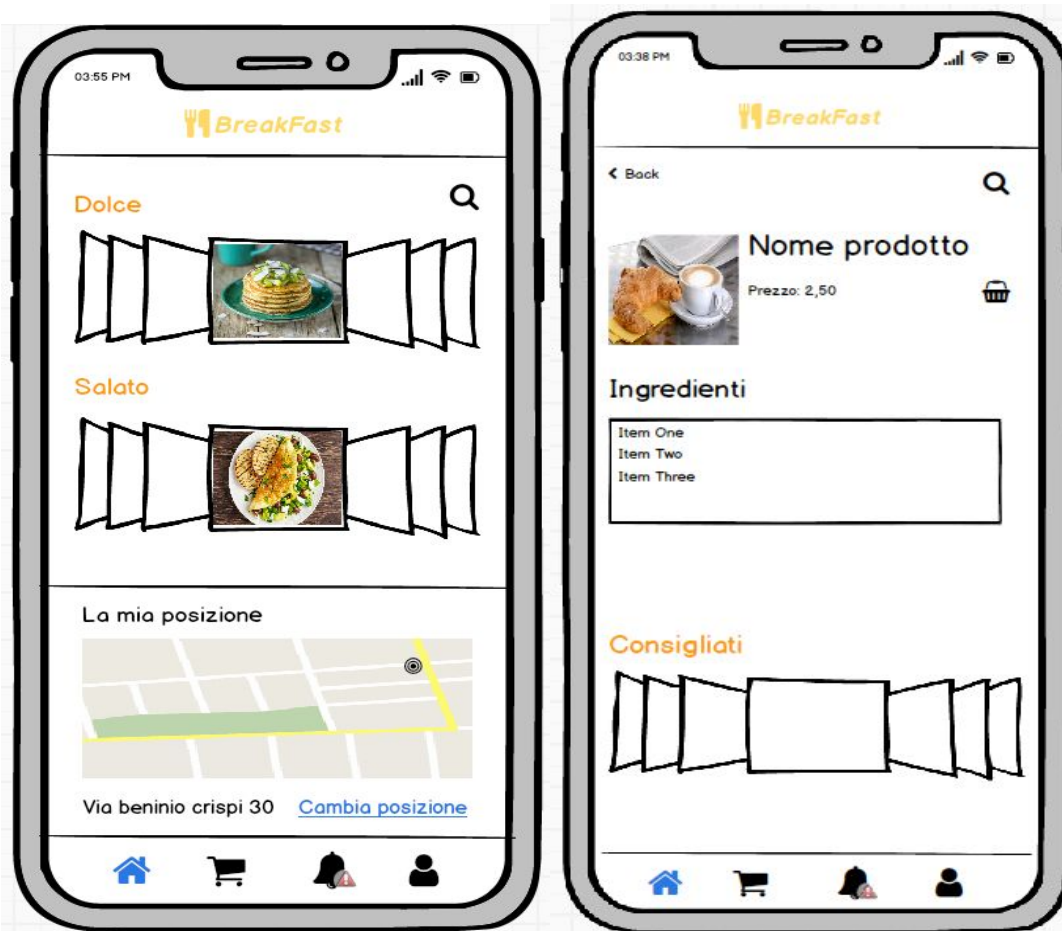 03:55 PM
BreakFast
Dolce
Salato
La mia posizione
Via beninio crispi 30 Cambia posizione
03:38 PM
BreakFast
Back
Nome prodotto
Prezzo: 2,50
Ingredienti
Item One
Item Two
Item Three
Consigliati